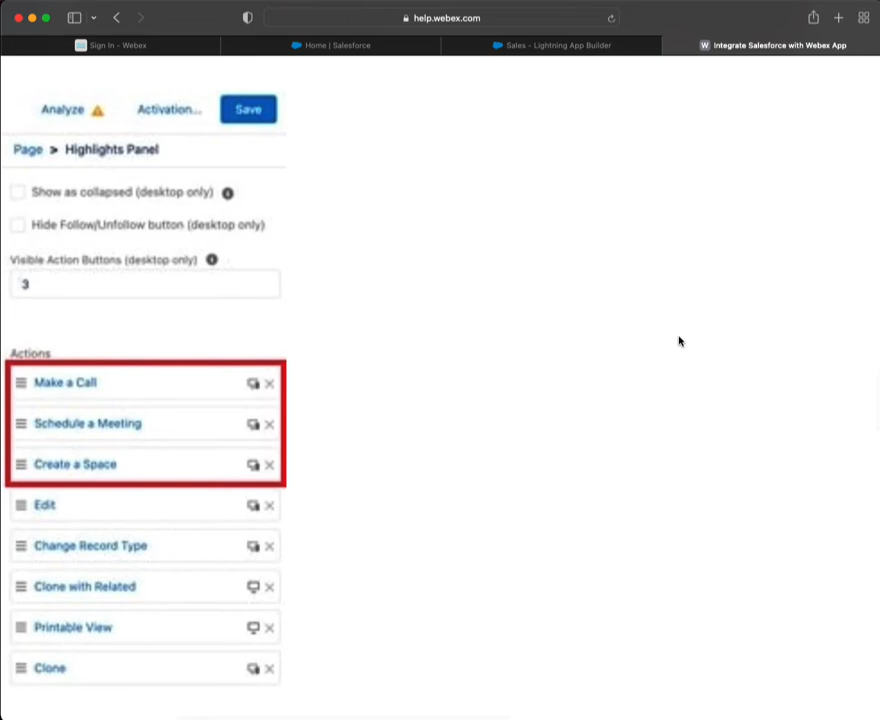 help.webex.com
Sign In - Webex
Home | Salesforce
Sales - Lightning App Builder
W Integrate Salesforce with Webex App
Analyze
Activation...
Save
Page > Highlights Panel
Show as collapsed (desktop only)
Hide Follow/Unfollow button (desktop only)
Visible Action Buttons (desktop only)
3
Actions
Make a Call
Schedule a Meeting
Create a Space
Edit
Change Record Type
Clone with Related
Printable View
Clone